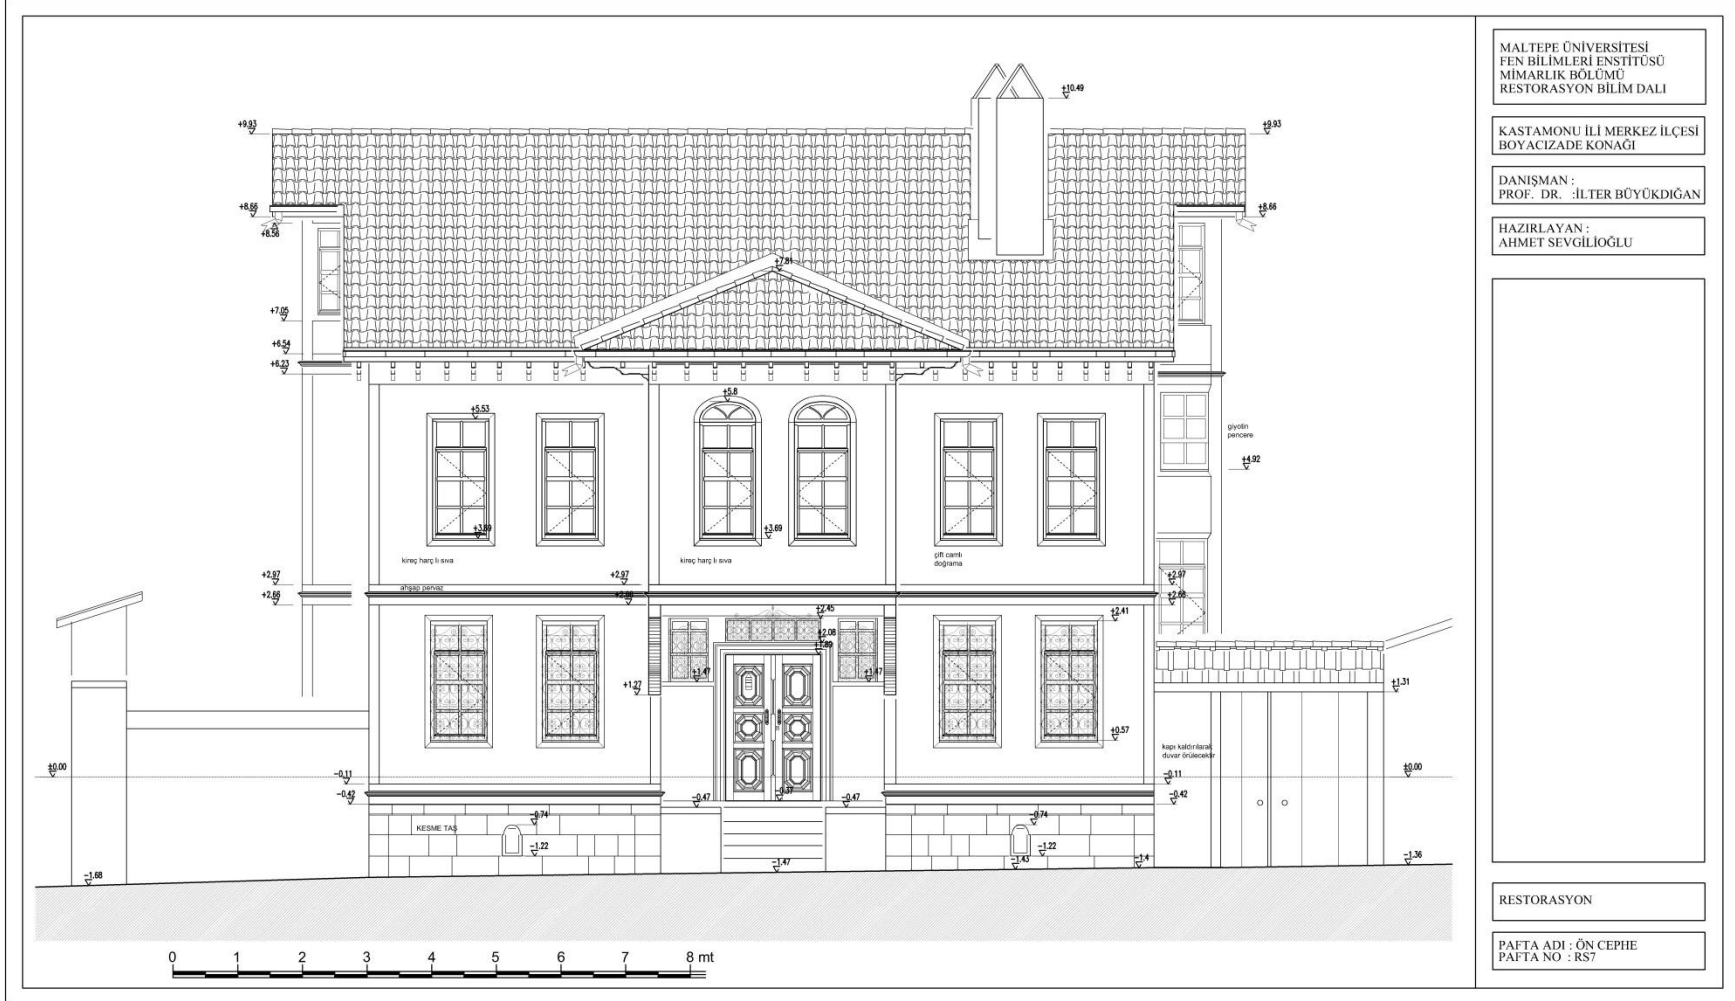 MALTEPE ÜNİVERSİTESİ
FEN BİLİMLERİ ENSTİTÜSÜ
MİMARLIK BÖLÜMÜ
RESTORASYON BİLİM DALI
KASTAMONU İLİ MERKEZ İLÇESİ
BOYACIZADE KONAĞI
DANIŞMAN :
PROF. DR. :İLTER BÜYÜKDIĞAN
HAZIRLAYAN :
AHMET SEVGİLİOĞLU
+10.49
+9.93
+9.93
+8.66
+8.66
+8.56
+7.81
+7.05
+6.54
+6.23
+5.8
+5.53
giyotin
pencere
+4.92
+3.69
+3.69
kireç harç lı sıva
kireç harç lı sıva
çift camlı
doğrama
+2.97
+2.97
+2.97
ahşap pervaz
+2.66
+2.66
+2.66
+2.45
+2.41
+2.08
+1.89
+1.47
+1.47
+1.27
+1.31
+0.57
kapı kaldırılarak
duvar örülecektir
±0.00
±0.00
-0.11
-0.11
-0.37
-0.42
-0.47
-0.47
-0.42
KESME TAŞ
-0.74
-0.74
-1.22
-1.22
-1.43
-1.4
-1.36
-1.47
-1.68
0 1 2 3 4 5 6 7 8 mt
RESTORASYON
PAFTA ADI : ÖN CEPHE
PAFTA NO : RS7